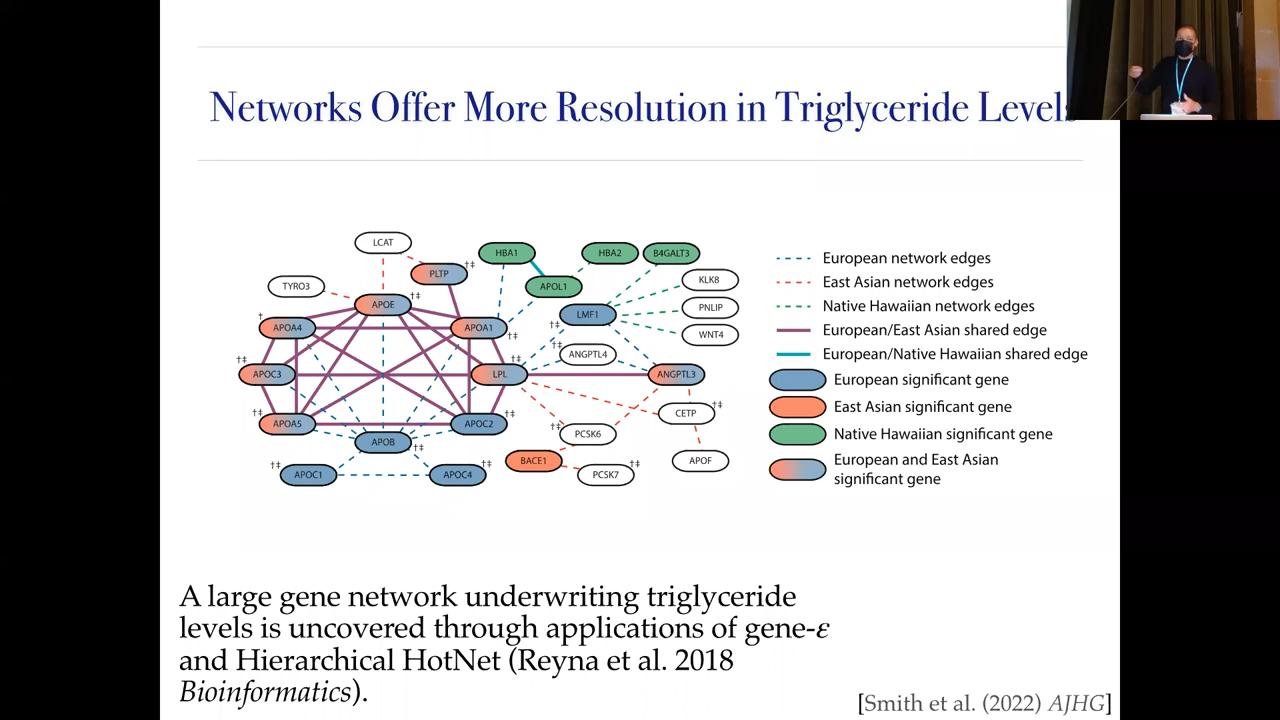 Networks Offer More Resolution in Triglyceride Levels
LCAT
PLTP
†‡
HBA1
HBA2
B4GALT3
TYRO3
APOE
†‡
APOL1
KLK8
PNLIP
WNT4
LMF1
†‡
APOA4
†
APOA1
†‡
ANGPTL4
†‡
APOC3
†‡
LPL
†‡
ANGPTL3
APOA5
†‡
APOC2
†‡
CETP
†‡
APOB
†‡
PCSK6
†‡
BACE1
APOF
APOC1
†‡
APOC4
†‡
PCSK7
†‡
European network edges
East Asian network edges
Native Hawaiian network edges
European/East Asian shared edge
European/Native Hawaiian shared edge
European significant gene
East Asian significant gene
Native Hawaiian significant gene
European and East Asian
significant gene
A large gene network underwriting triglyceride
levels is uncovered through applications of gene-ε
and Hierarchical HotNet (Reyna et al. 2018
Bioinformatics).
[Smith et al. (2022) AJHG]